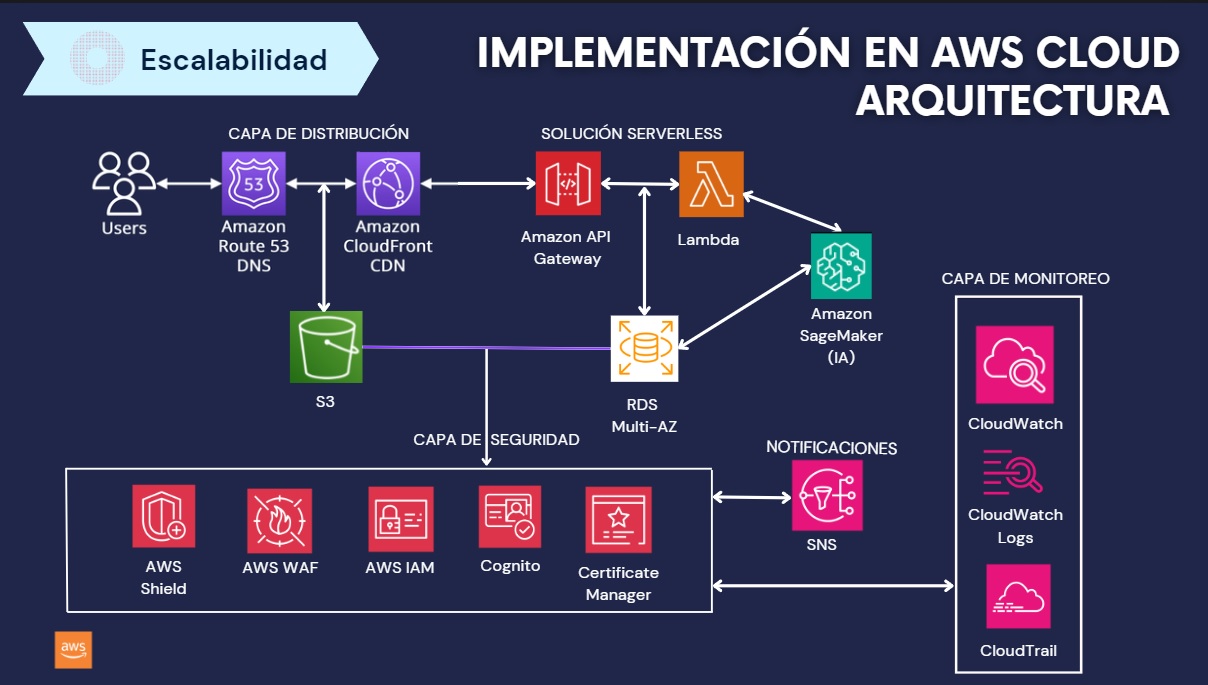 Escalabilidad
IMPLEMENTACIÓN EN AWS CLOUD
ARQUITECTURA
CAPA DE DISTRIBUCIÓN
SOLUCIÓN SERVERLESS
Users
53
Amazon
Route 53
DNS
Amazon
CloudFront
CDN
Amazon API
Gateway
Lambda
Amazon
SageMaker
(IA)
S3
RDS
Multi-AZ
CAPA DE SEGURIDAD
AWS
Shield
AWS WAF
AWS IAM
Cognito
Certificate
Manager
NOTIFICACIONES
SNS
CAPA DE MONITOREO
CloudWatch
CloudWatch
Logs
CloudTrail
aws